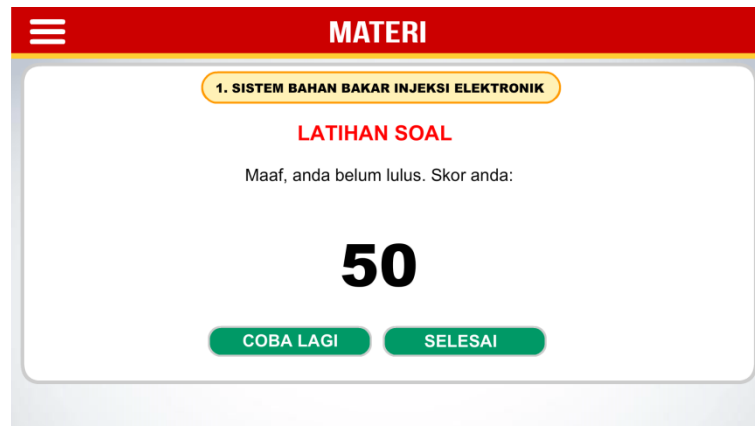 MATERI
1. SISTEM BAHAN BAKAR INJEKSI ELEKTRONIK
LATIHAN SOAL
Maaf, anda belum lulus. Skor anda:
50
COBA LAGI
SELESAI